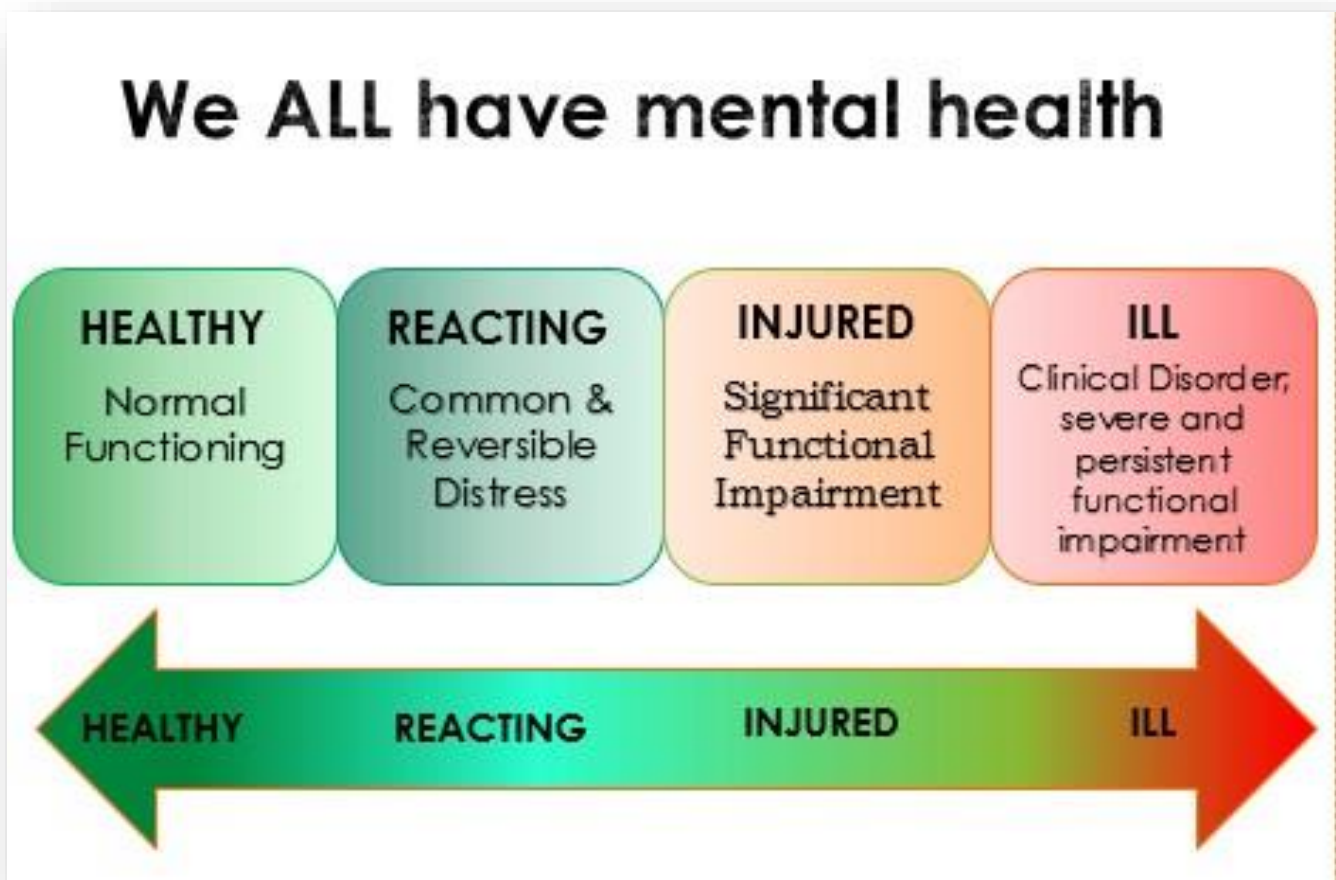 We ALL have mental health
HEALTHY
Normal
Functioning
REACTING
Common &
Reversible
Distress
INJURED
Significant
Functional
Impairment
ILL
Clinical Disorder,
severe and
persistent
functional
impairment
HEALTHY
REACTING
INJURED
ILL